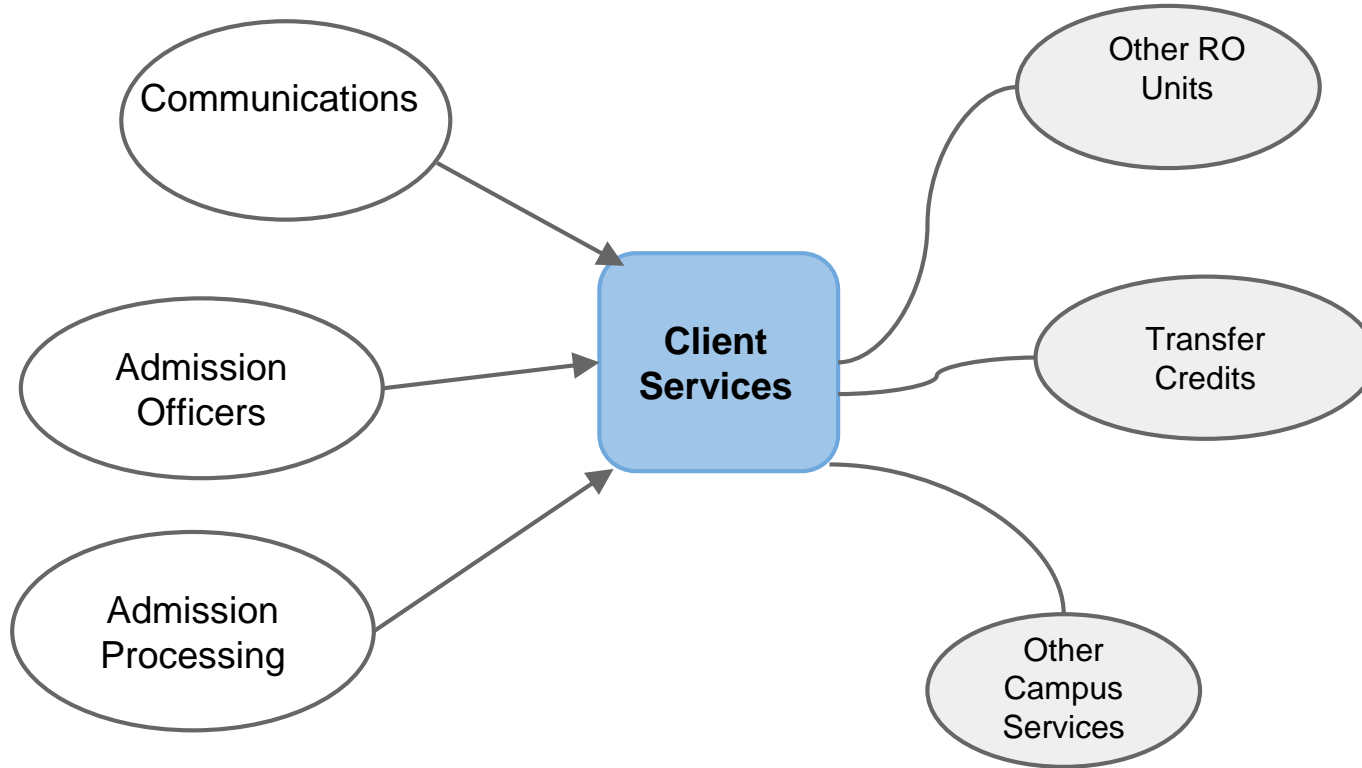 Communications
Admission
Officers
Admission
Processing
Client
Services
Other RO
Units
Transfer
Credits
Other
Campus
Services